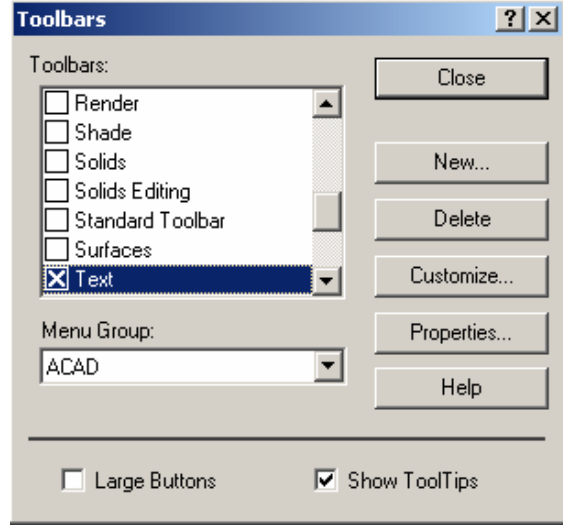 Toolbars
Toolbars:
Render
Shade
Solids
Solids Editing
Standard Toolbar
Surfaces
Text
Menu Group:
ACAD
Close
New...
Delete
Customize...
Properties...
Help
Large Buttons
Show ToolTips